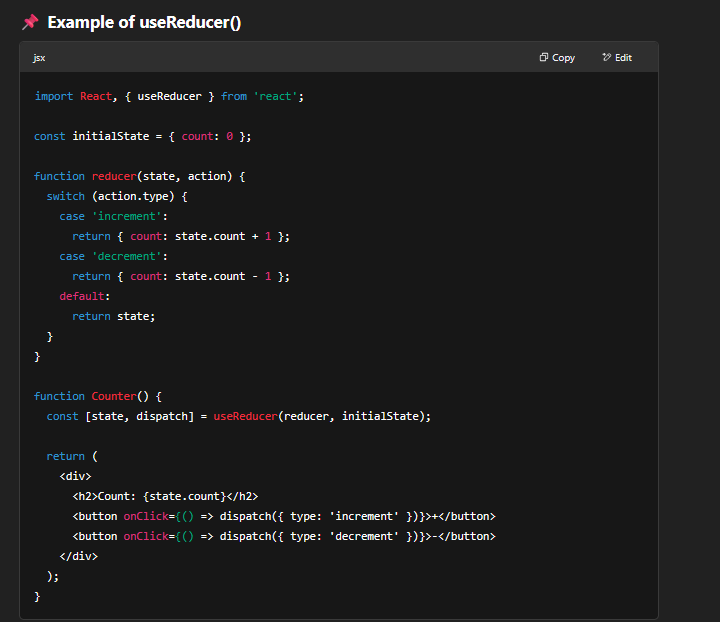 📌 Example of useReducer()
jsx
Copy
Edit
import React, { useReducer } from 'react';
const initialState = { count: 0 };
function reducer(state, action) {
  switch (action.type) {
    case 'increment':
      return { count: state.count + 1 };
    case 'decrement':
      return { count: state.count - 1 };
    default:
      return state;
  }
}
function Counter() {
  const [state, dispatch] = useReducer(reducer, initialState);
  return (
    <div>
      <h2>Count: {state.count}</h2>
      <button onClick={() => dispatch({ type: 'increment' })}>+</button>
      <button onClick={() => dispatch({ type: 'decrement' })}>-</button>
    </div>
  );
}